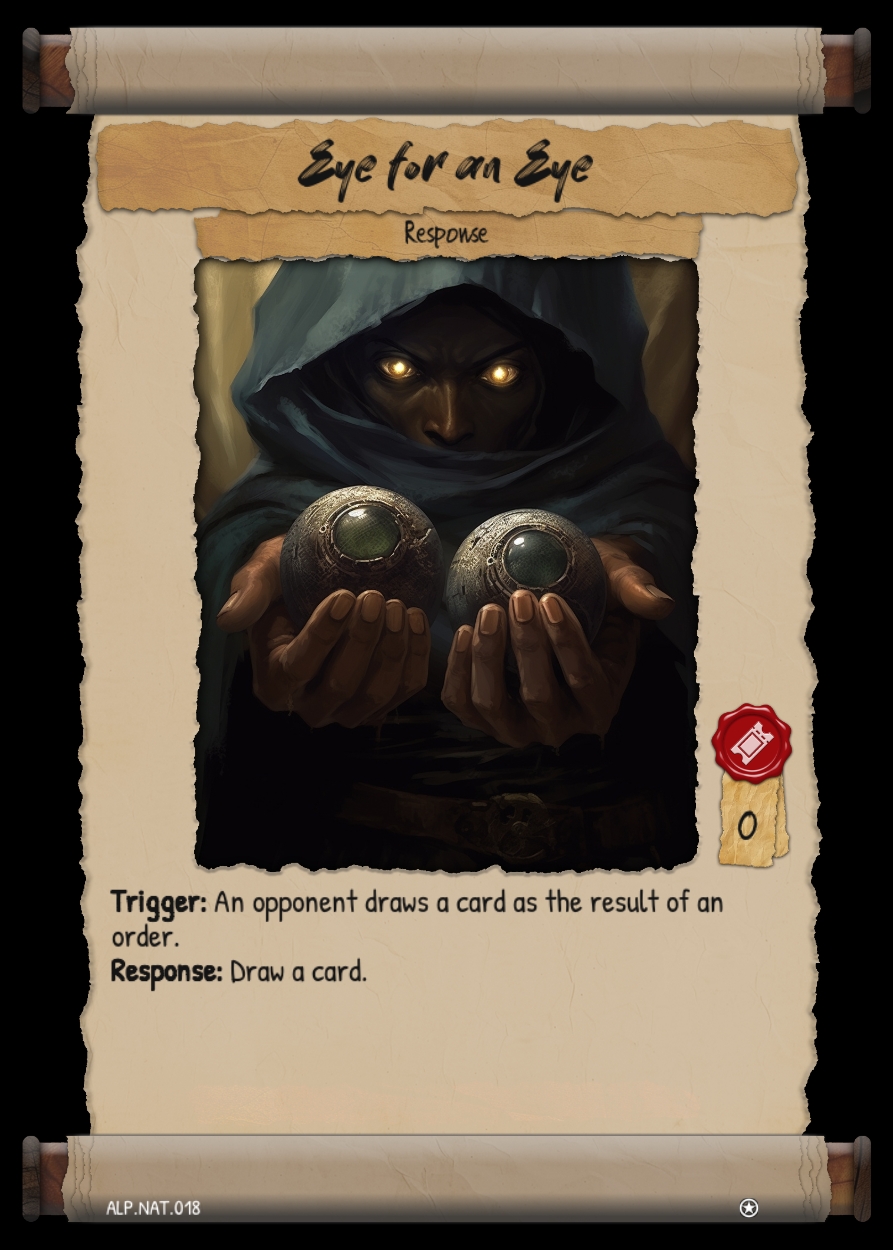 Eye for an Eye
Response
0
Trigger: An opponent draws a card as the result of an
order.
Response: Draw a card.
ALP.NAT.018